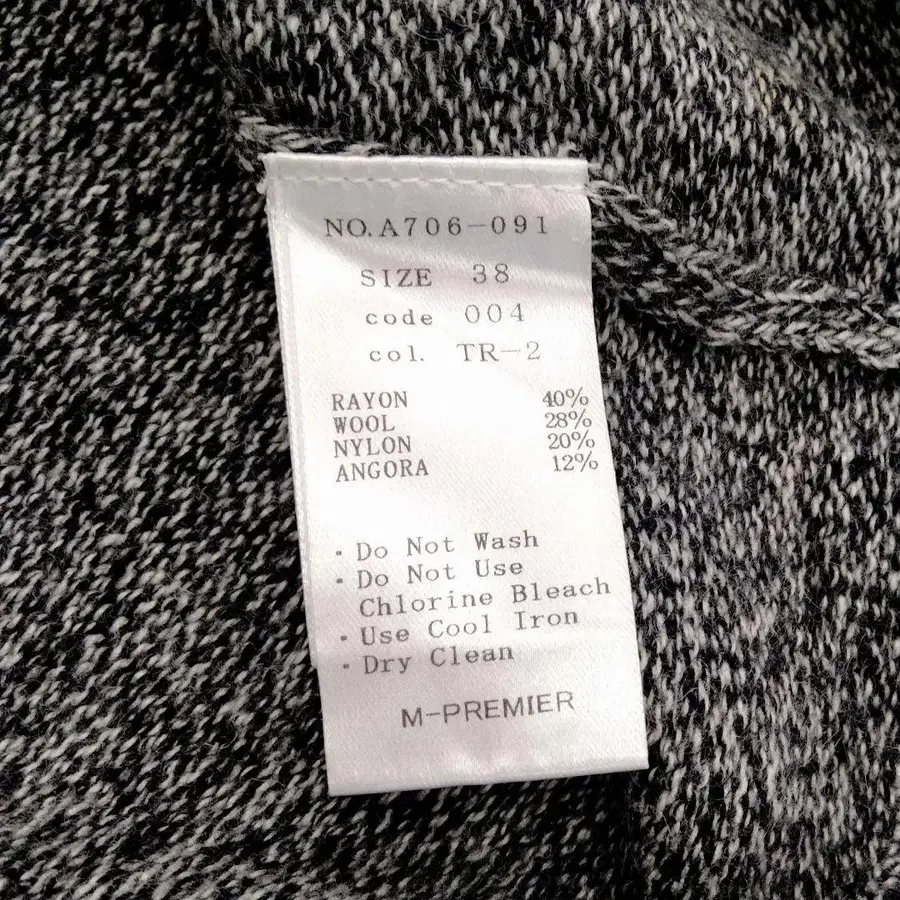 NO.A706-091
SIZE 38
code 004
col. TR-2
RAYON 40%
WOOL 28%
NYLON 20%
ANGORA 12%
・Do Not Wash
・Do Not Use
Chlorine Bleach
・Use Cool Iron
・Dry Clean
M-PREMIER